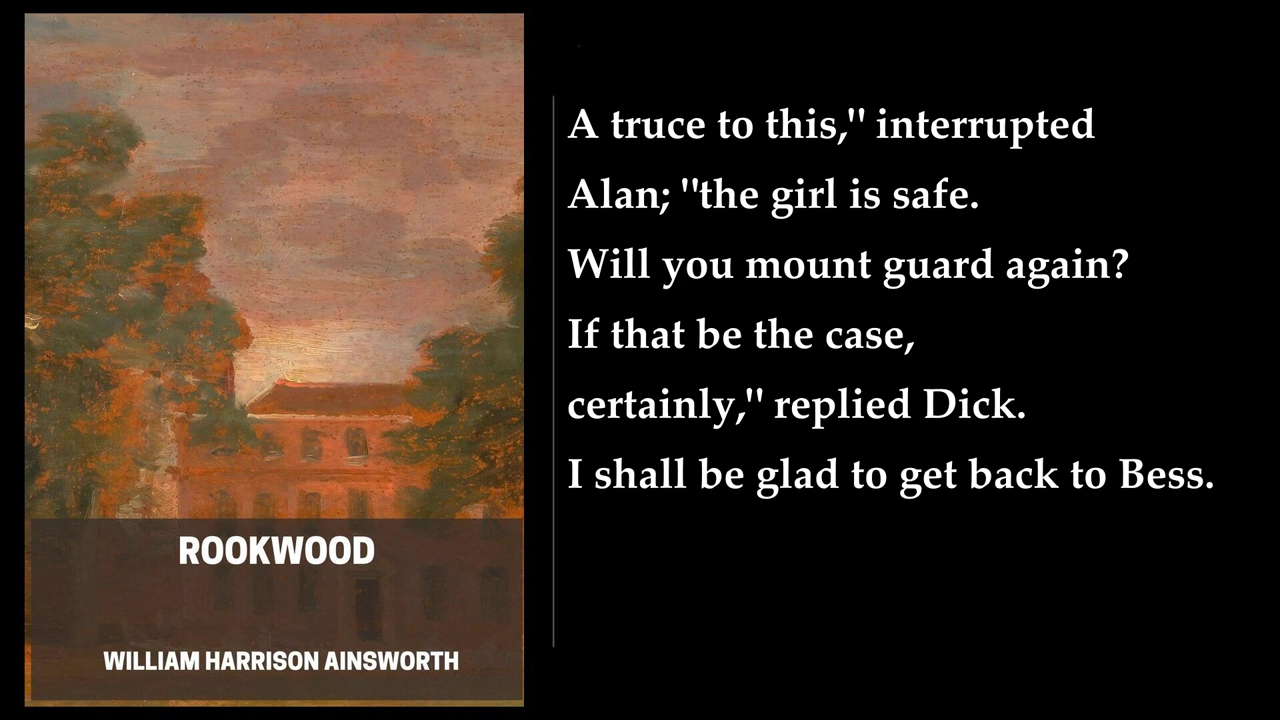 A truce to this," interrupted
Alan; "the girl is safe.
Will you mount guard again?
If that be the case,
certainly," replied Dick.
I shall be glad to get back to Bess.
ROOKWOOD
WILLIAM HARRISON AINSWORTH